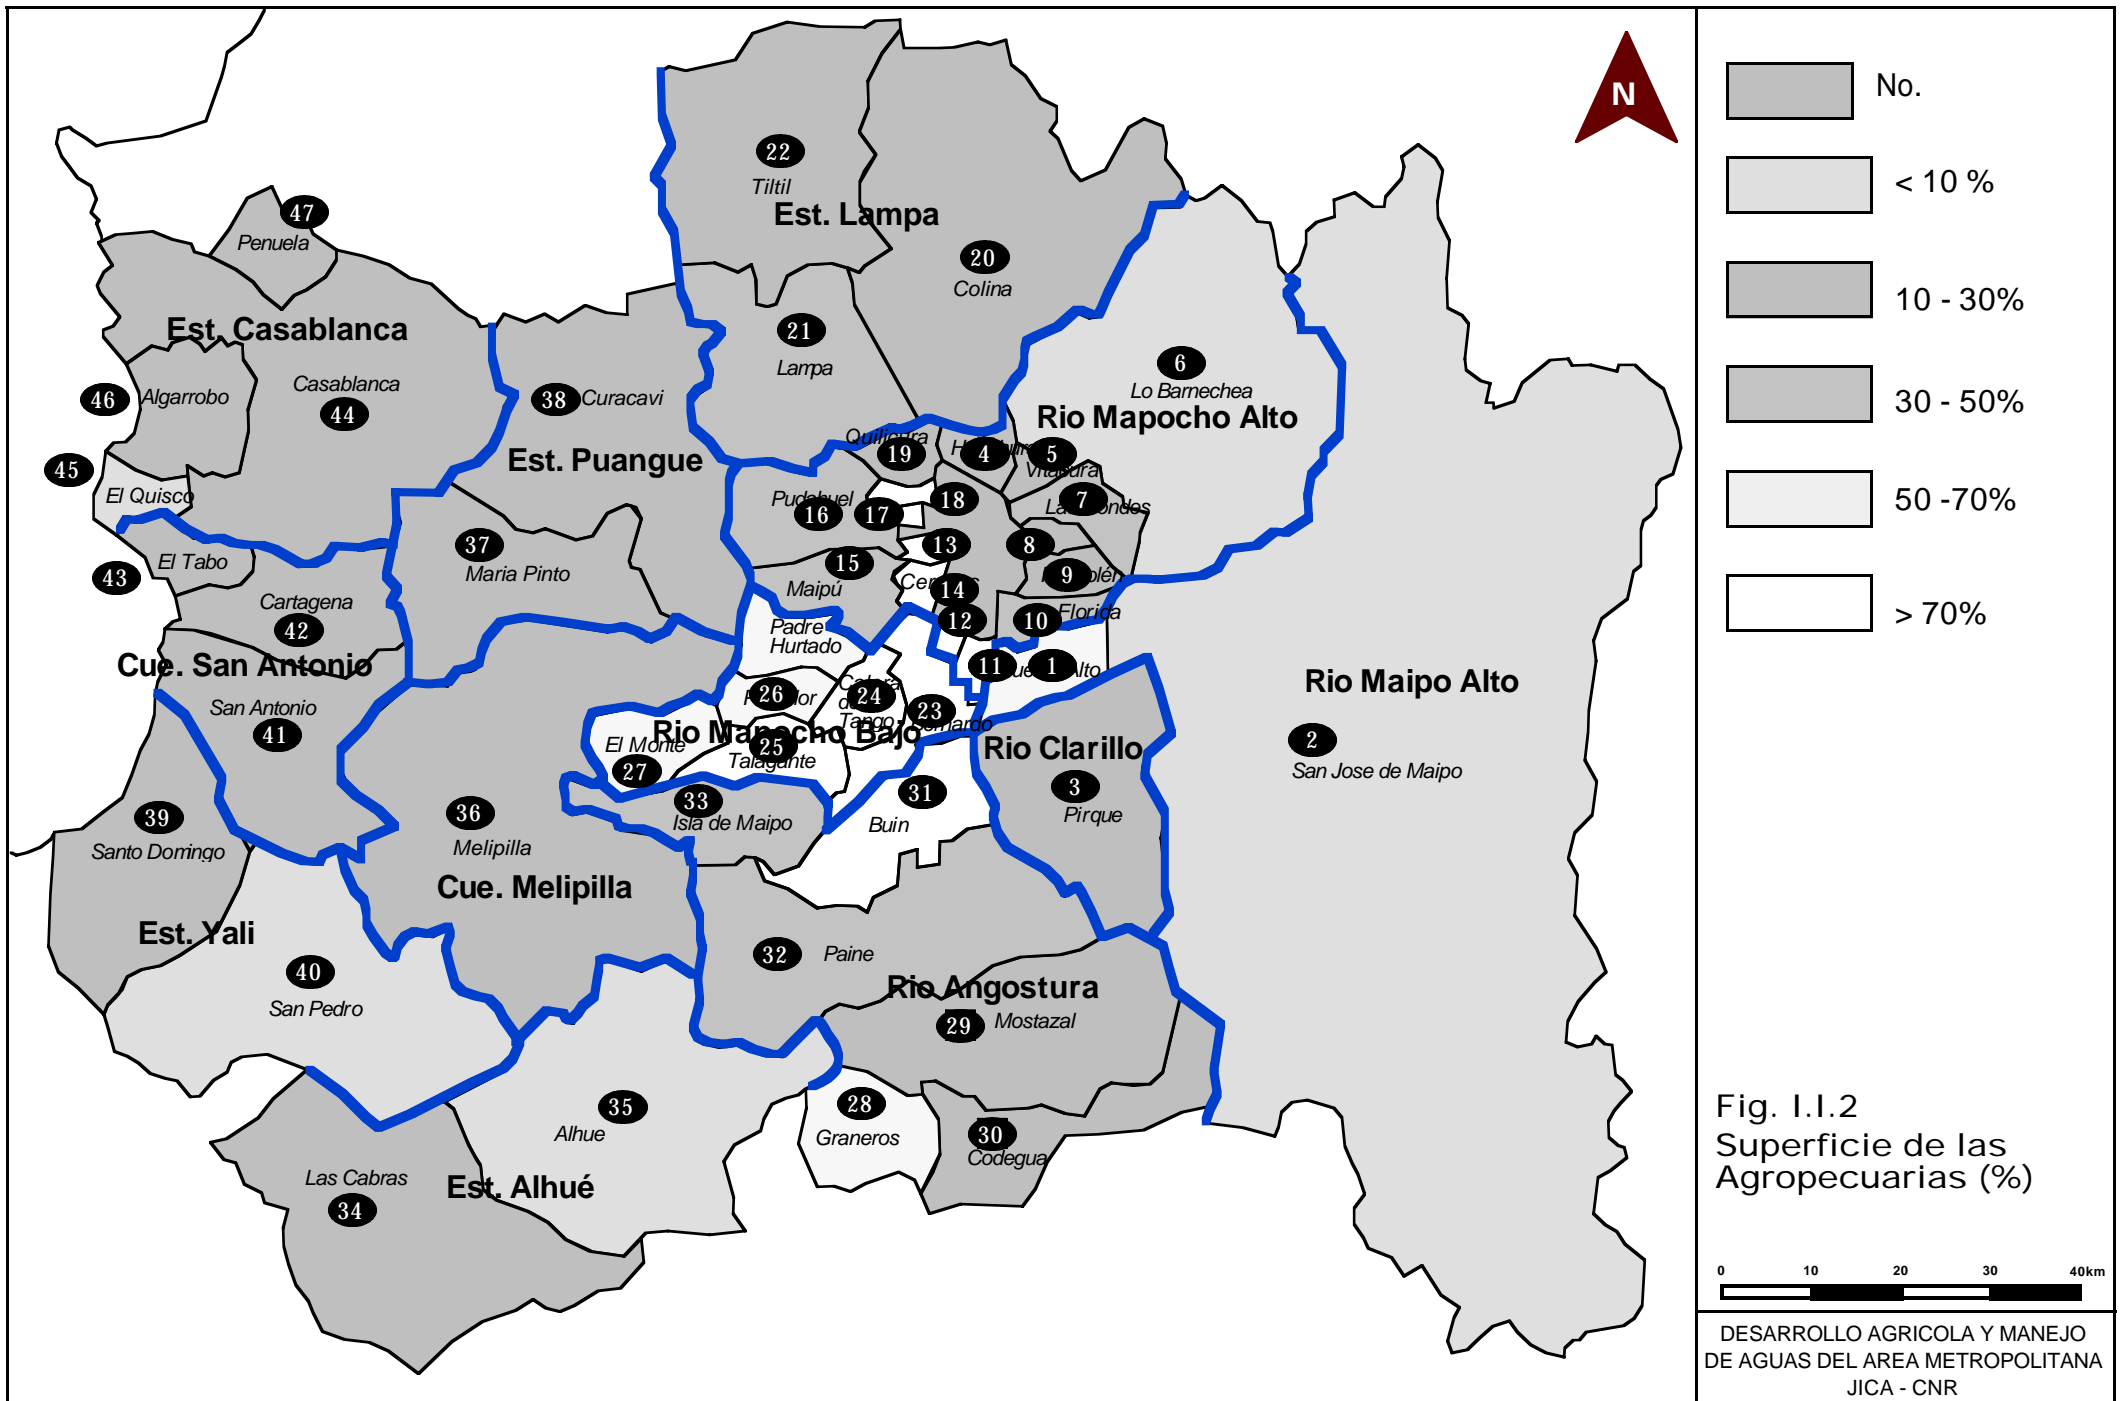 N
22
Tiltil
Est. Lampa
47
Penuela
20
Colina
Est. Casablanca
21
Lampa
6
Lo Barnechea
Rio Mapocho Alto
46
Algarrobo
Casablanca
44
38
Curacavi
Est. Puangue
Quilicura
19
4
5
Vitacura
45
El Quisco
Pudahuel
16
17
18
7
37
Maria Pinto
13
8
43
El Tabo
15
Maipú
14
9
Cartagena
42
12
10
Florida
Padre
Hurtado
Cue. San Antonio
11
1
Alto
Rio Maipo Alto
San Antonio
41
26
24
Tango
23
Rio Mapocho Bajo
El Monte
27
25
Talagante
Rio Clarillo
3
Pirque
2
San Jose de Maipo
39
Santo Domingo
36
Melipilla
Cue. Melipilla
33
Isla de Maipo
31
Buin
Est. Yali
40
San Pedro
32
Paine
Rio Angostura
29
Mostazal
35
Alhue
28
Graneros
30
Codegua
Las Cabras
34
Est. Alhué
No.
< 10 %
10 - 30%
30 - 50%
50 -70%
> 70%
Fig. I.I.2
Superficie de las
Agropecuarias (%)
0 10 20 30 40km
DESARROLLO AGRICOLA Y MANEJO
DE AGUAS DEL AREA METROPOLITANA
JICA - CNR